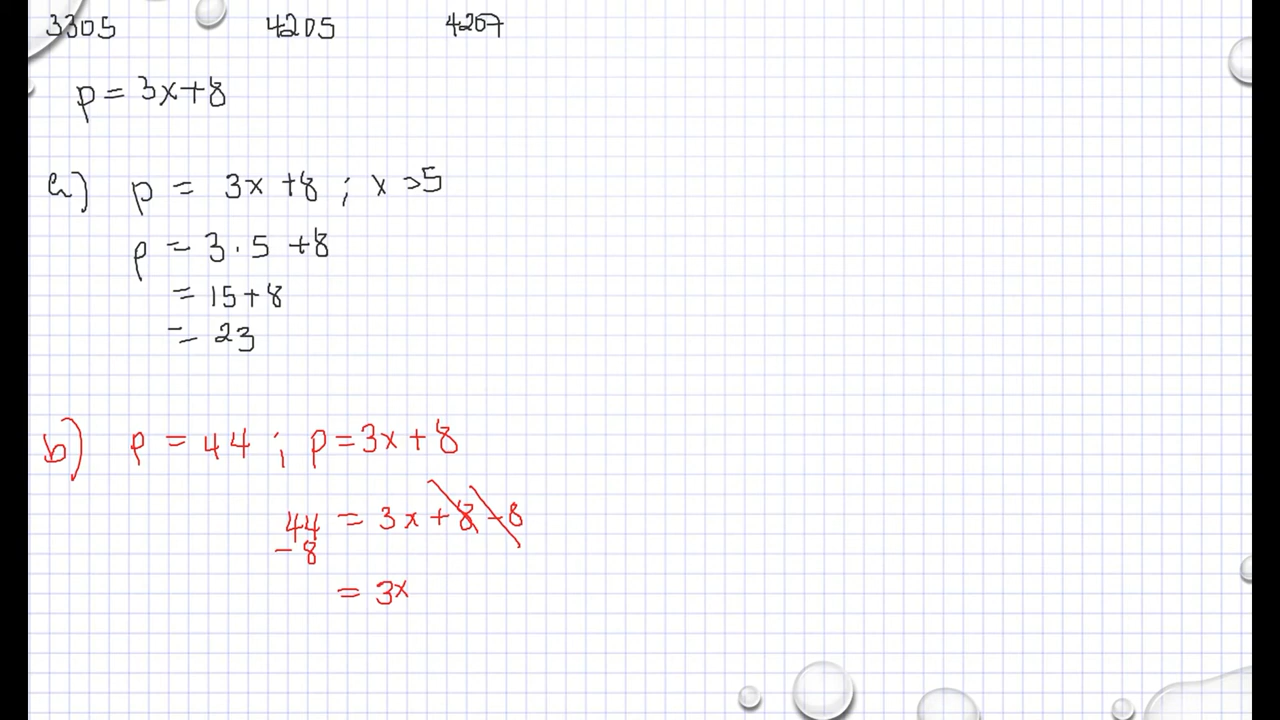 3305 4205 4207
p = 3x+8
a) p = 3x +8 ; x =5
p = 3 · 5 +8
= 15+8
= 23
b) p = 44 ; p = 3x + 8
44 = 3x + 8 - 8
- 8
= 3x